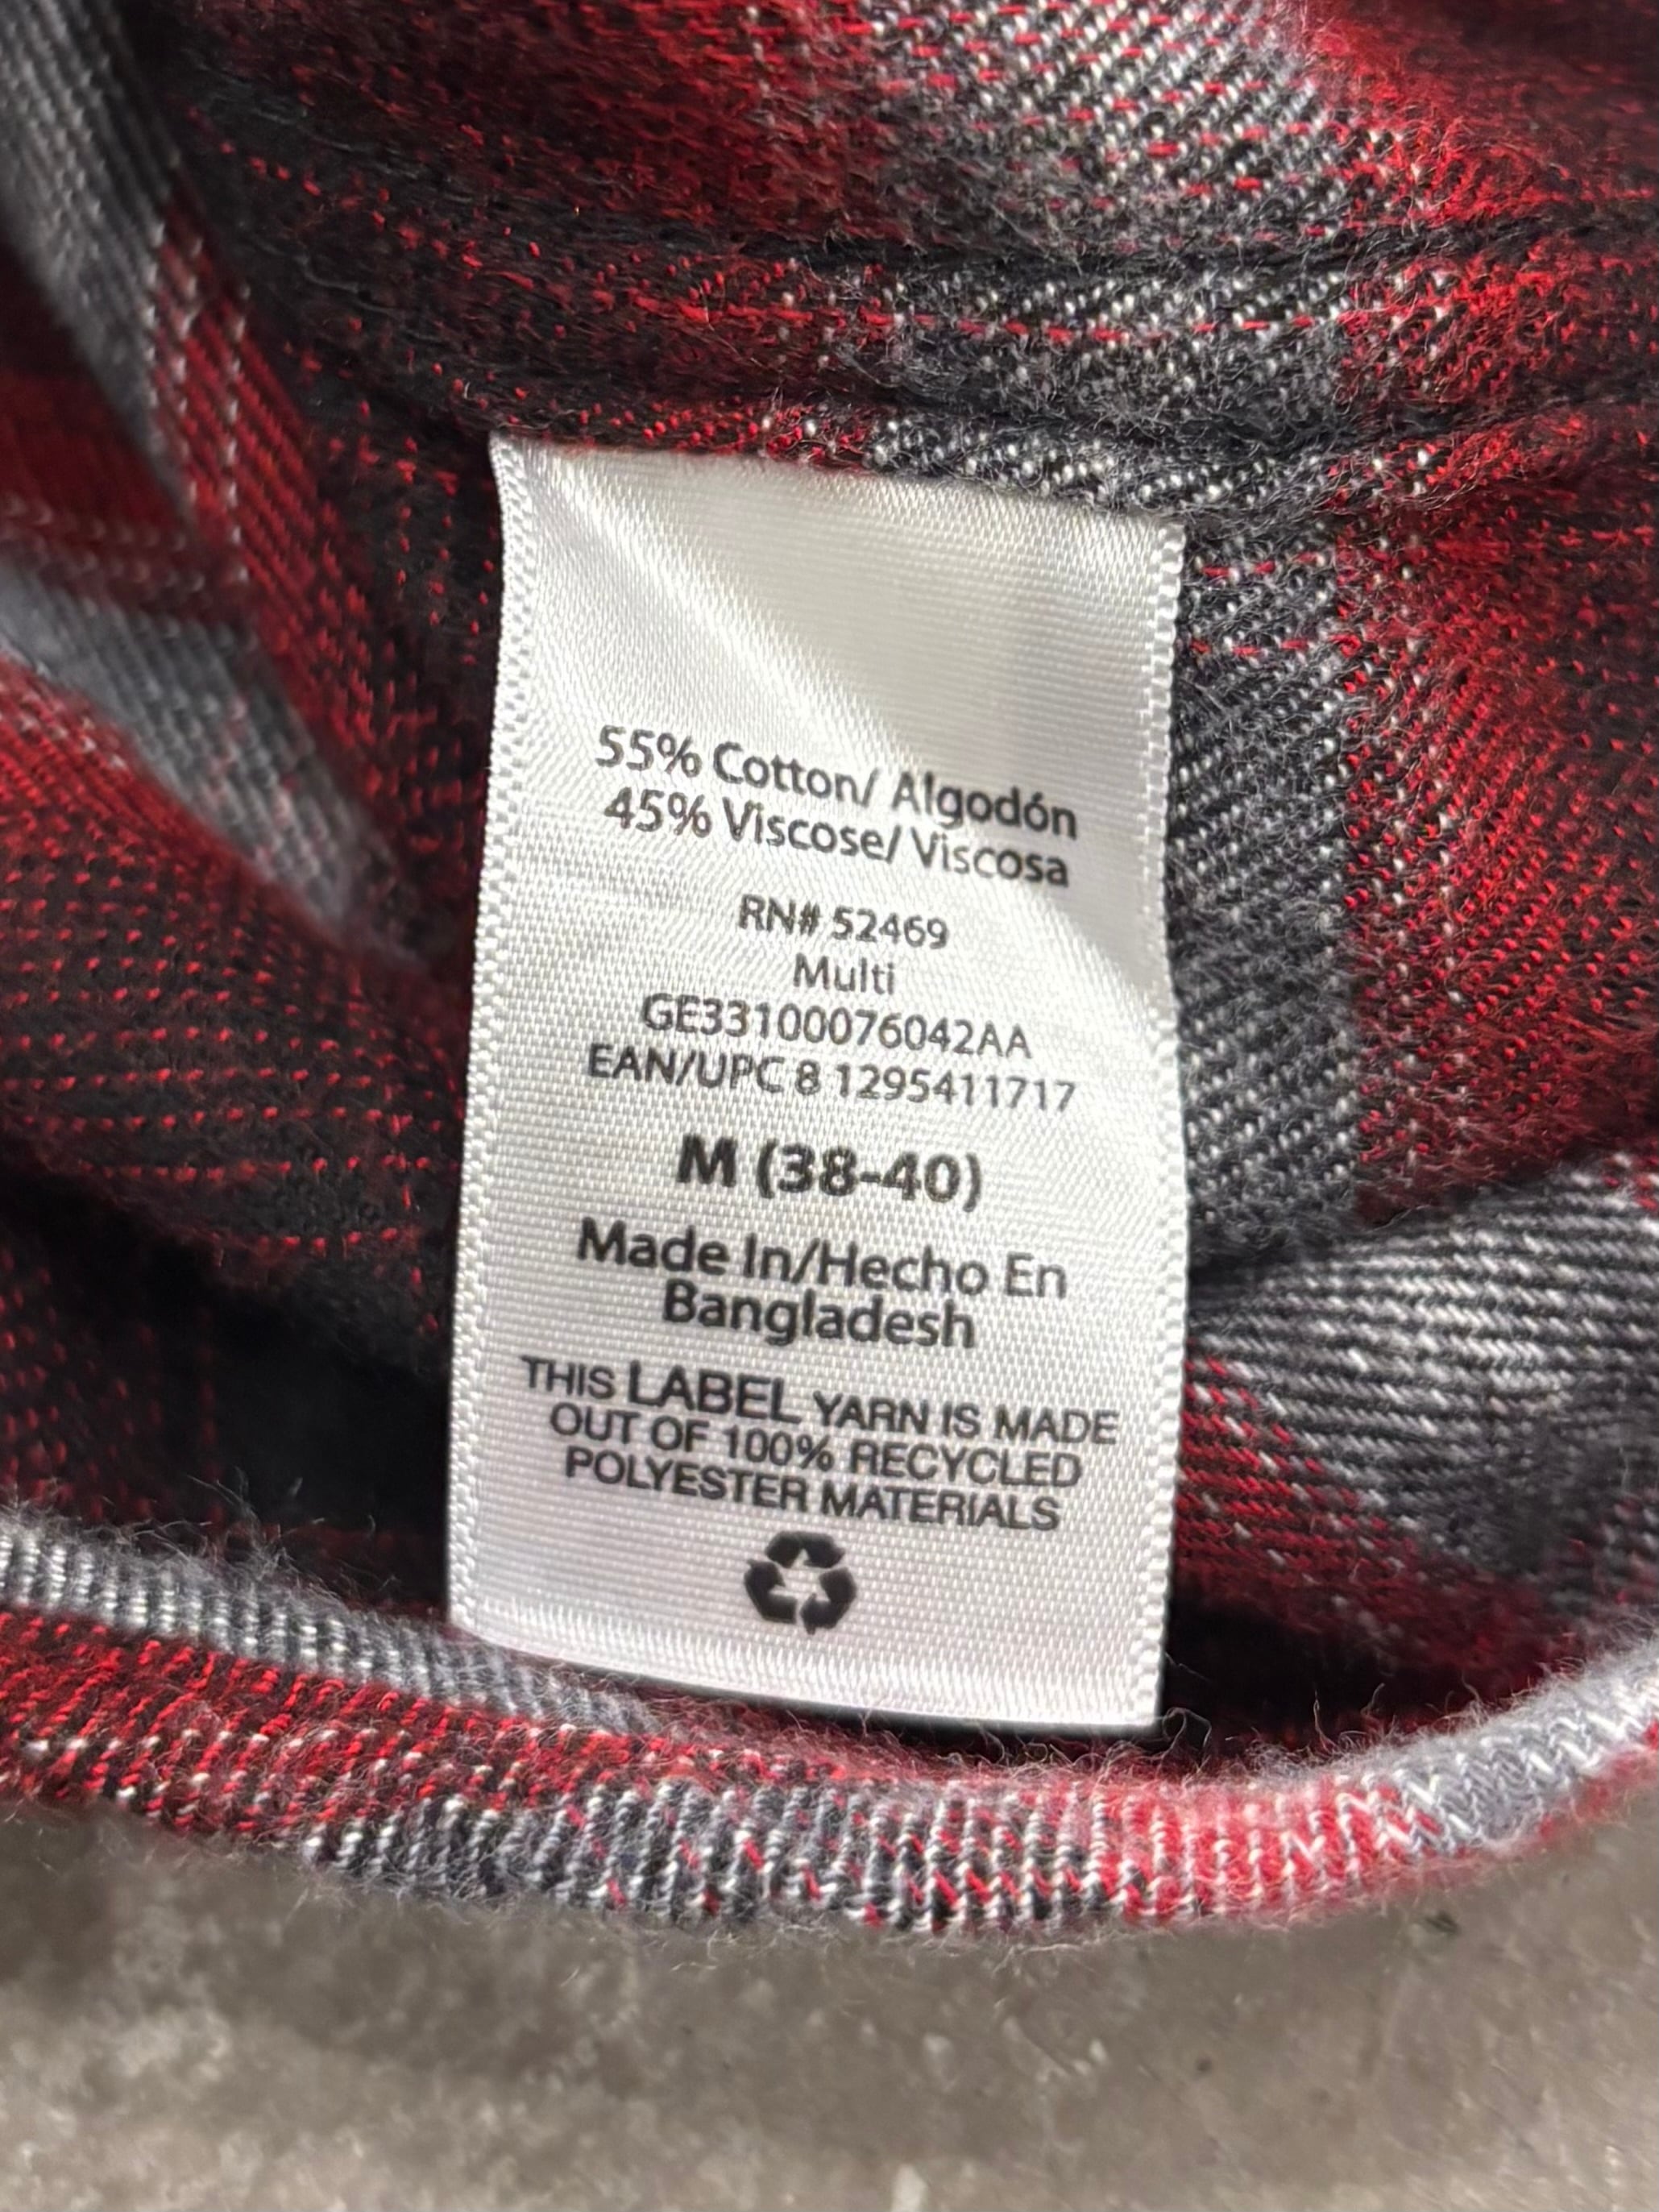 55% Cotton/ Algodón
45% Viscose/ Viscosa
RN# 52469
Multi
GE33100076042AA
EAN/UPC 8 1295411717
M (38-40)
Made In/Hecho En
Bangladesh
THIS LABEL YARN IS MADE
OUT OF 100% RECYCLED
POLYESTER MATERIALS